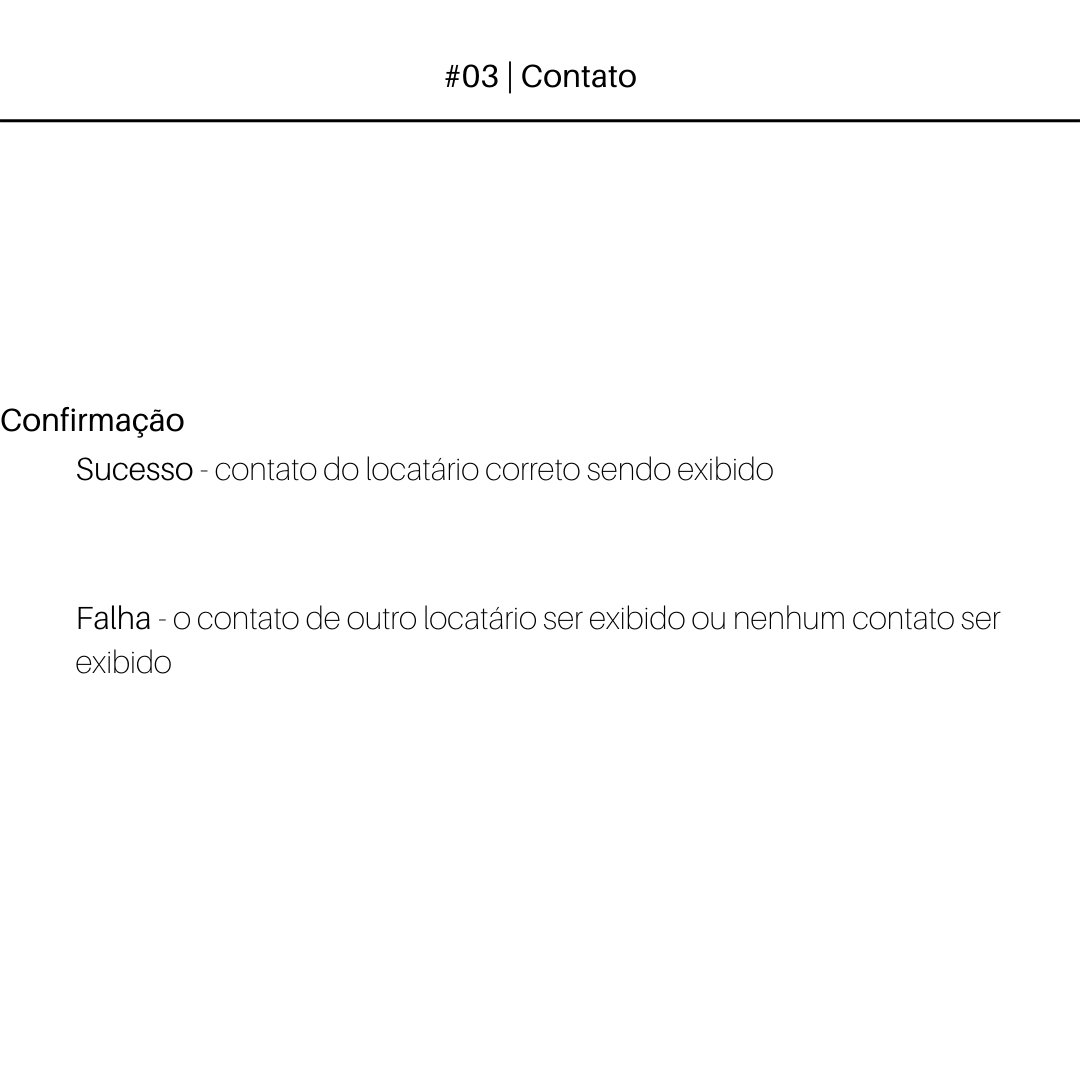 #03 | Contato
Confirmação
Sucesso - contato do locatário correto sendo exibido
Falha - o contato de outro locatário ser exibido ou nenhum contato ser
exibido